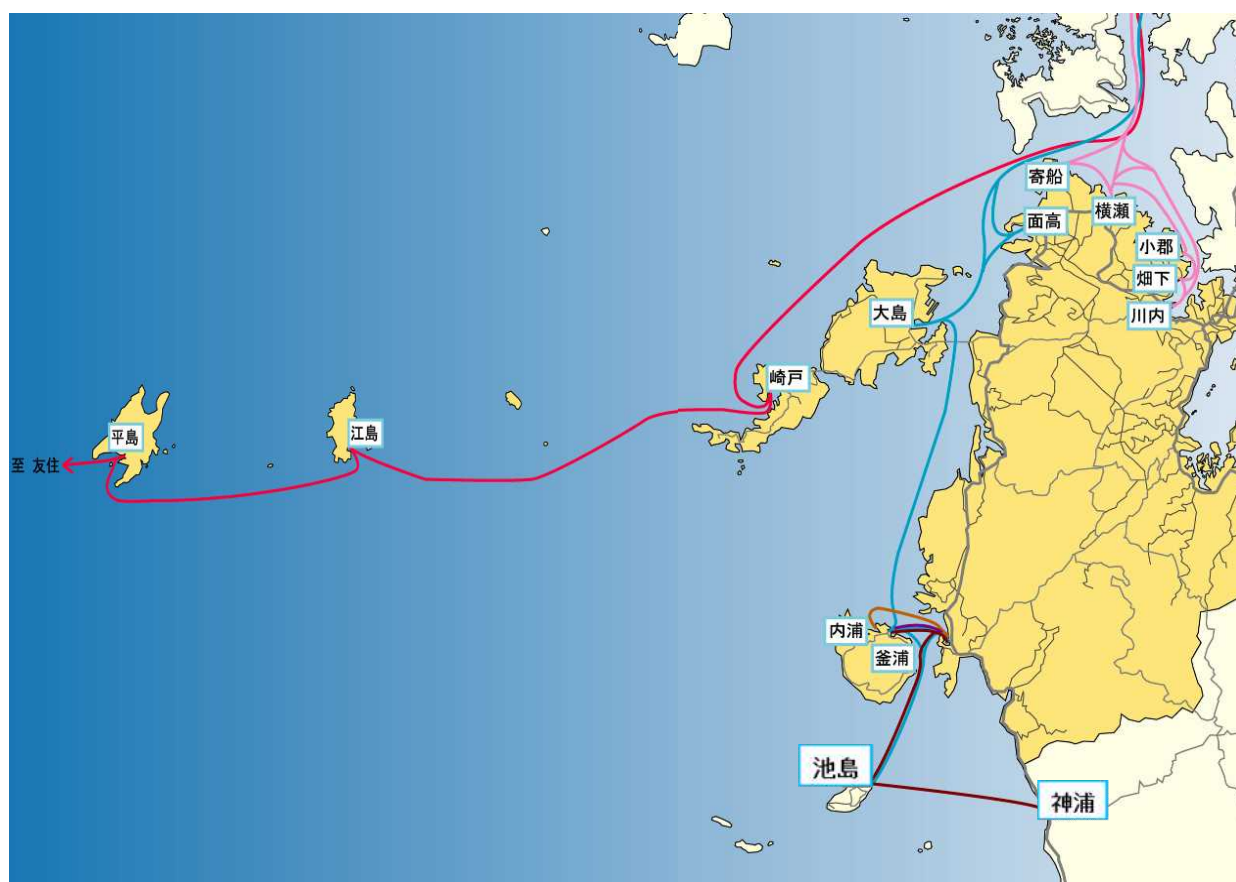 寄船
横瀬
面高
小郡
畑下
川内
大島
崎戸
平島
江島
至 友住
内浦
釜浦
池島
神浦